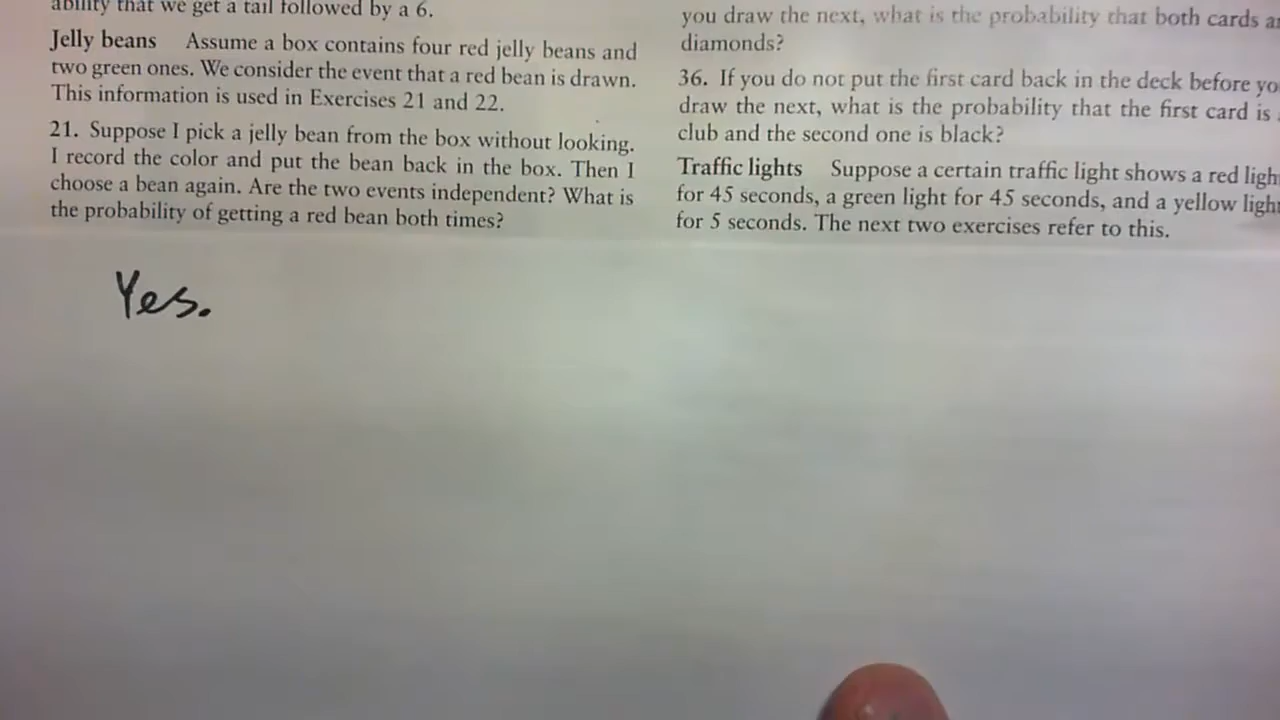 ability that we get a tail followed by a 6.
Jelly beans Assume a box contains four red jelly beans and
two green ones. We consider the event that a red bean is drawn.
This information is used in Exercises 21 and 22.
21. Suppose I pick a jelly bean from the box without looking.
I record the color and put the bean back in the box. Then I
choose a bean again. Are the two events independent? What is
the probability of getting a red bean both times?
Yes.
you draw the next, what is the probability that both cards
diamonds?
36. If you do not put the first card back in the deck before
draw the next, what is the probability that the first card is
club and the second one is black?
Traffic lights Suppose a certain traffic light shows a red
for 45 seconds, a green light for 45 seconds, and a yellow
for 5 seconds. The next two exercises refer to this.